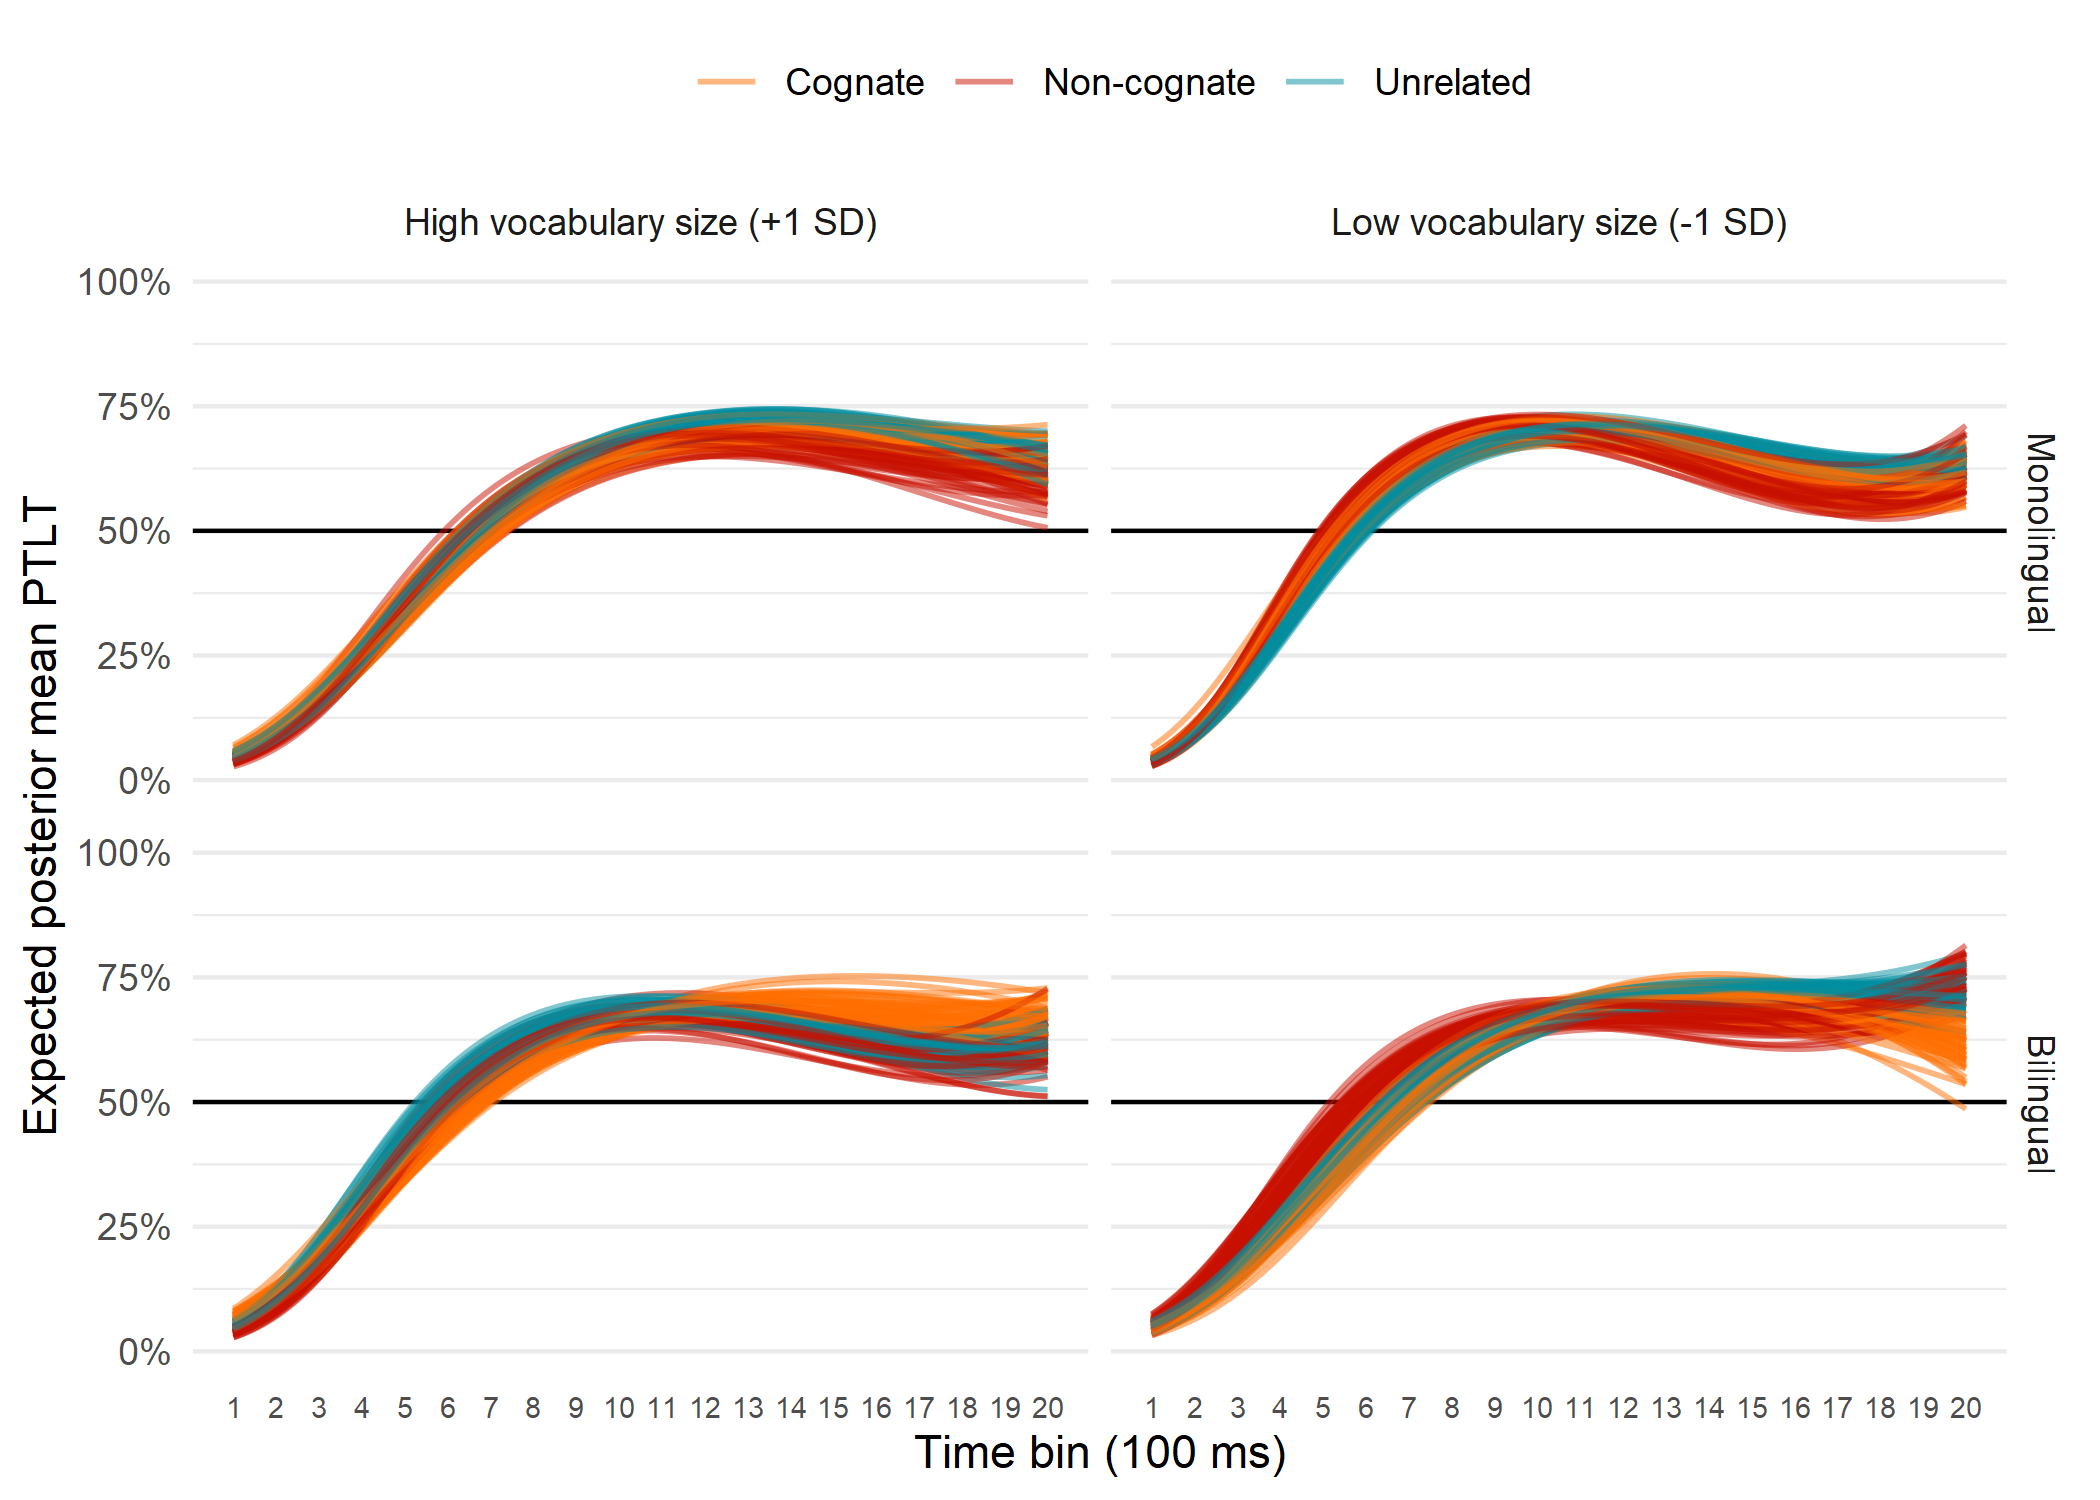 Cognate Non-cognate Unrelated
High vocabulary size (+1 SD) Low vocabulary size (-1 SD)
100%
75%
50%
25%
0%
Monolingual
100%
75%
50%
25%
0%
Bilingual
Expected posterior mean PTLT
1 2 3 4 5 6 7 8 9 10 11 12 13 14 15 16 17 18 19 20
1 2 3 4 5 6 7 8 9 10 11 12 13 14 15 16 17 18 19 20
Time bin (100 ms)